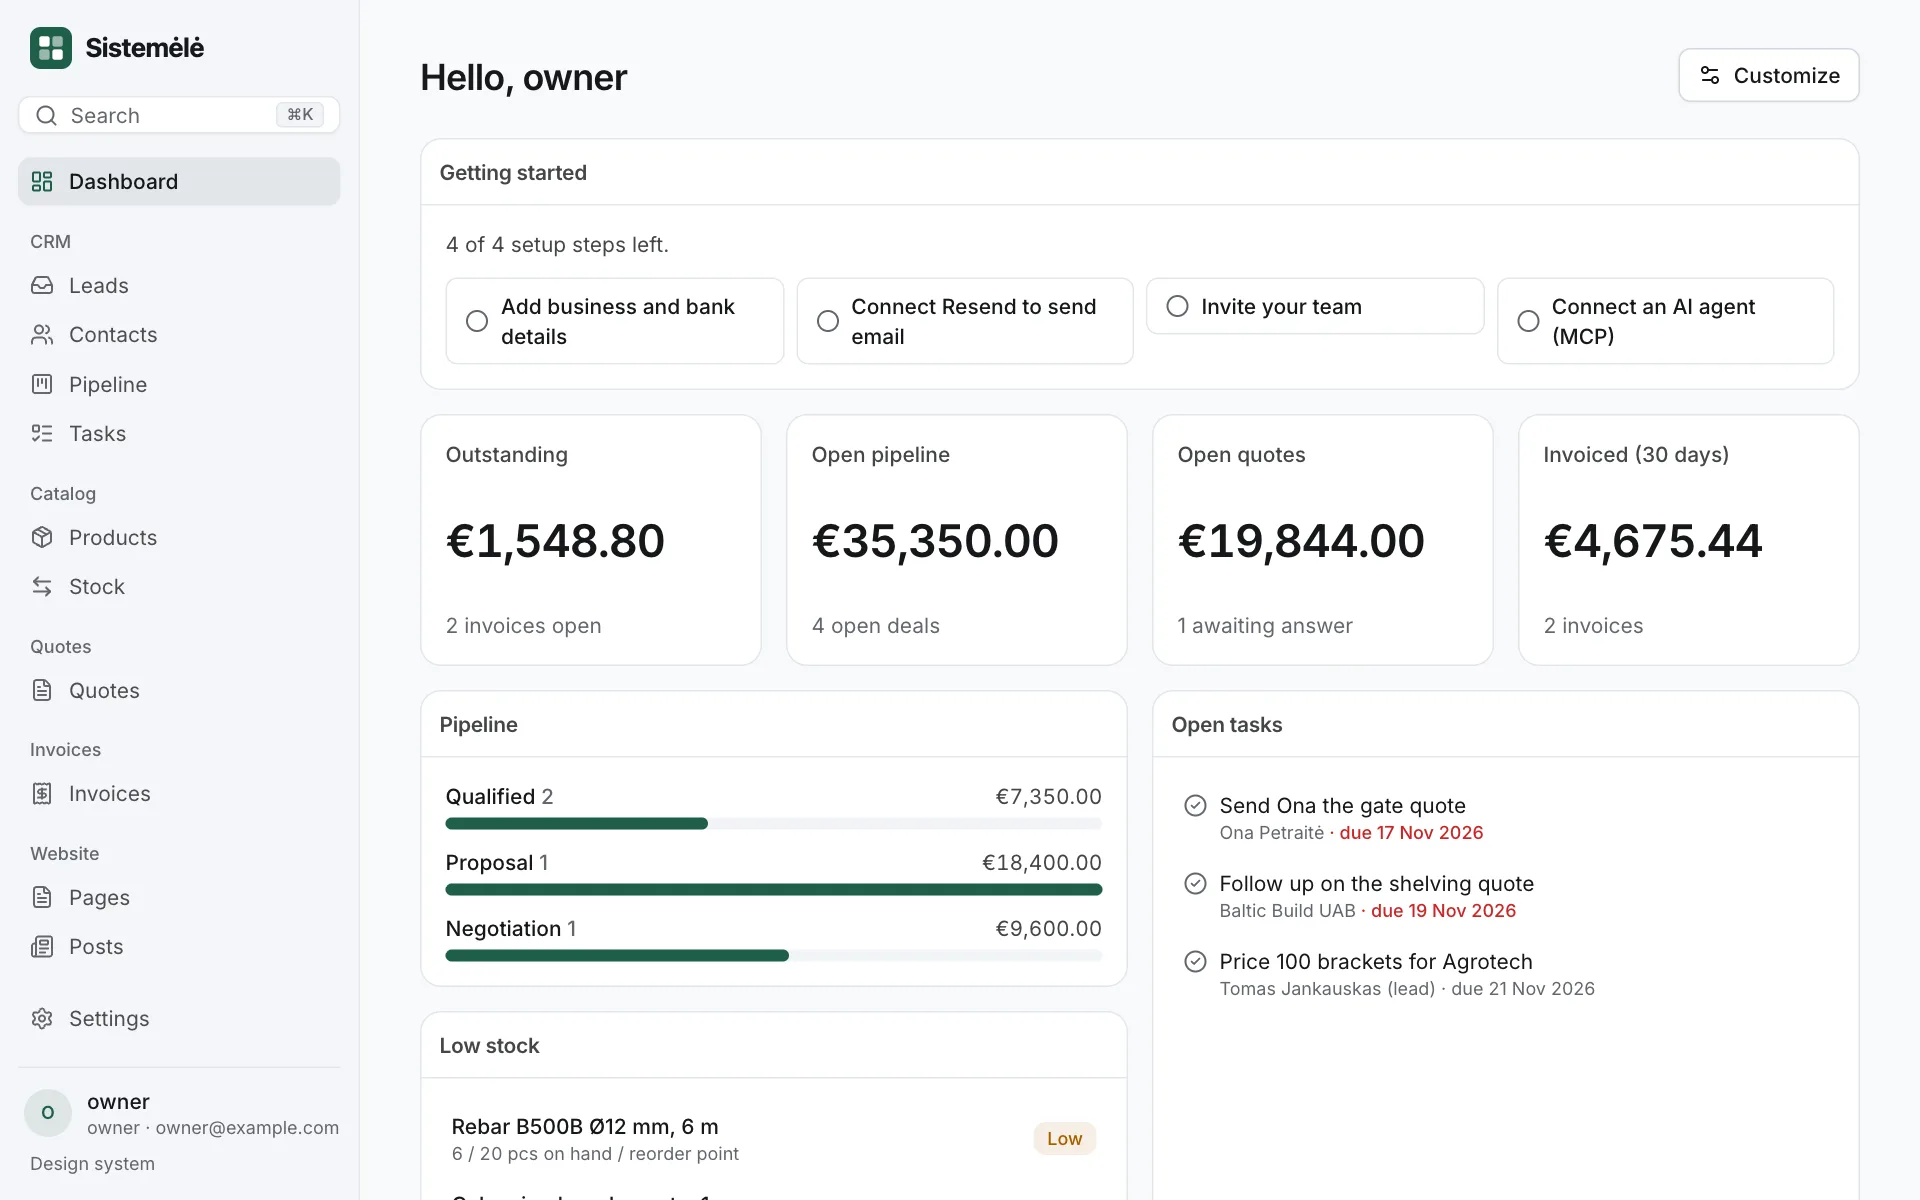 Sistemėlė
Search
⌘K
Dashboard
CRM
Leads
Contacts
Pipeline
Tasks
Catalog
Products
Stock
Quotes
Quotes
Invoices
Invoices
Website
Pages
Posts
Settings
O
owner
owner · owner@example.com
Design system
Hello, owner
Customize
Getting started
4 of 4 setup steps left.
Add business and bank
details
Connect Resend to send
email
Invite your team
Connect an AI agent
(MCP)
Outstanding
€1,548.80
2 invoices open
Open pipeline
€35,350.00
4 open deals
Open quotes
€19,844.00
1 awaiting answer
Invoiced (30 days)
€4,675.44
2 invoices
Pipeline
Qualified 2
€7,350.00
Proposal 1
€18,400.00
Negotiation 1
€9,600.00
Open tasks
Send Ona the gate quote
Ona Petraitė · due 17 Nov 2026
Follow up on the shelving quote
Baltic Build UAB · due 19 Nov 2026
Price 100 brackets for Agrotech
Tomas Jankauskas (lead) · due 21 Nov 2026
Low stock
Rebar B500B Ø12 mm, 6 m
6 / 20 pcs on hand / reorder point
Low